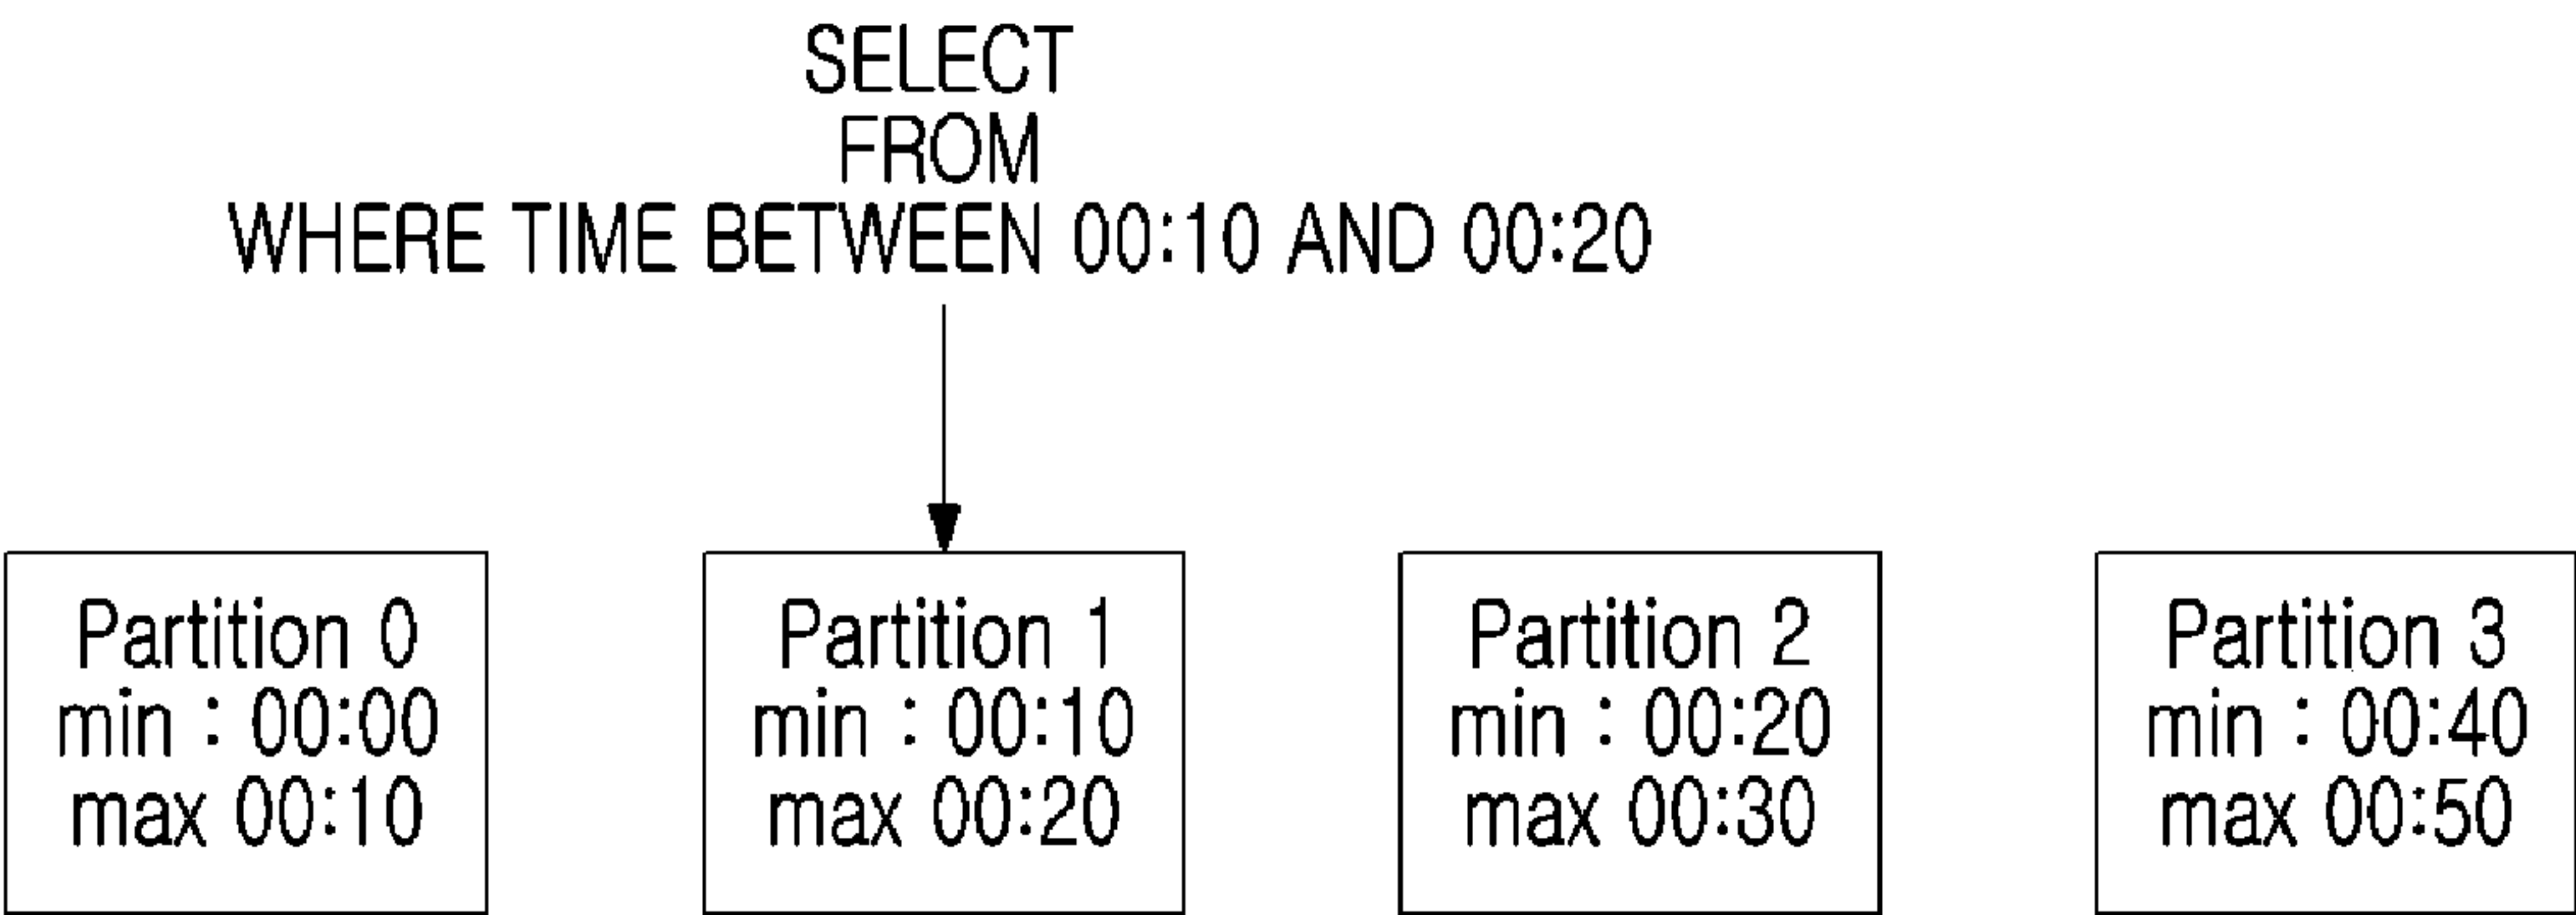 SELECT
FROM
WHERE TIME BETWEEN 00:10 AND 00:20
Partition 0
min : 00:00
max 00:10
Partition 1
min : 00:10
max 00:20
Partition 2
min : 00:20
max 00:30
Partition 3
min : 00:40
max 00:50